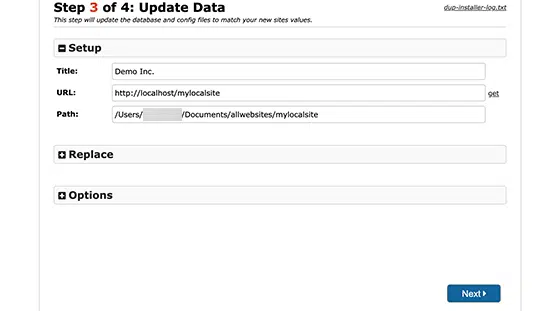 Step 3 of 4: Update Data
dup-installer-log.txt
This step will update the database and config files to match your new sites values.
Setup
Title:
Demo Inc.
URL:
http://localhost/mylocalsite
get
Path:
/Users/ /Documents/allwebsites/mylocalsite
Replace
Options
Next